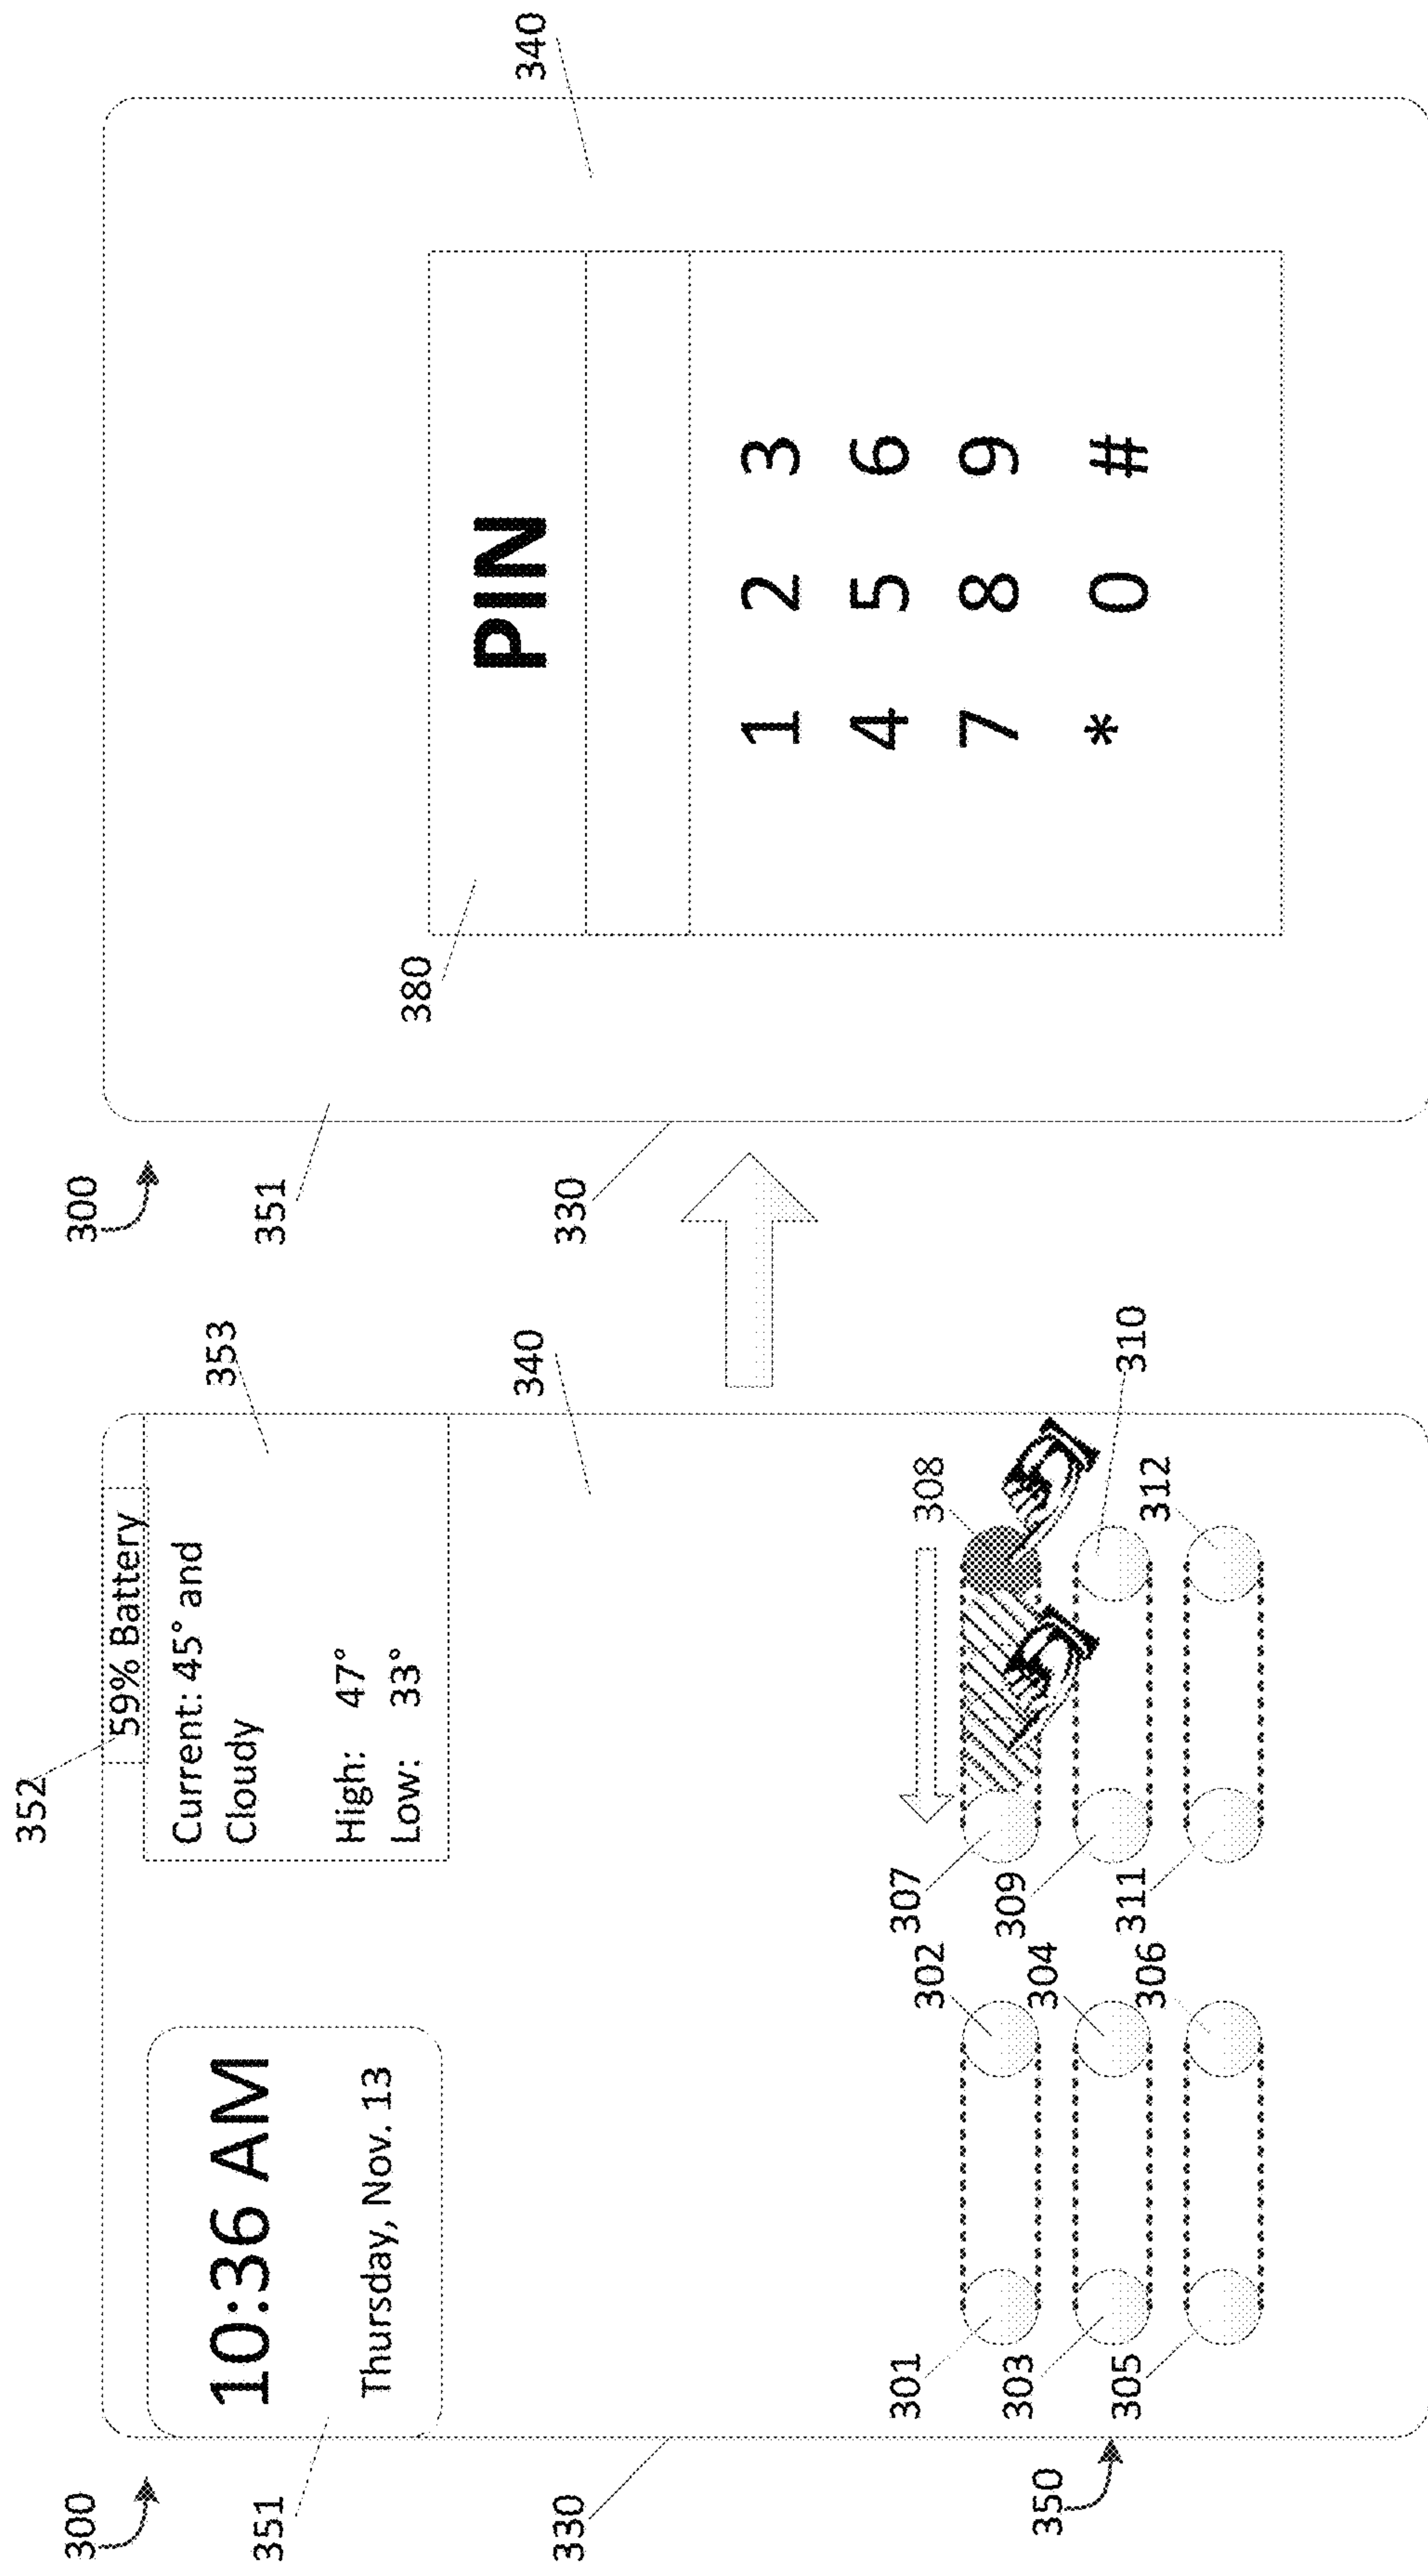 300
351
330
350
10:36 AM
Thursday, Nov. 13
352
59% Battery
Current: 45° and
Cloudy
High: 47°
Low: 33°
353
340
301
303
305
302
304
306
307
309
311
308
310
312
300
351
330
380
340
PIN
1 2 3
4 5 6
7 8 9
* 0 #